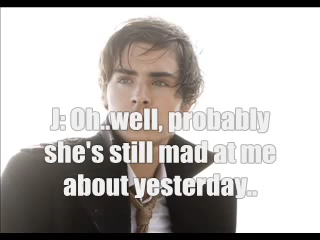 J: Oh..well, probably
she's still mad at me
about yesterday..